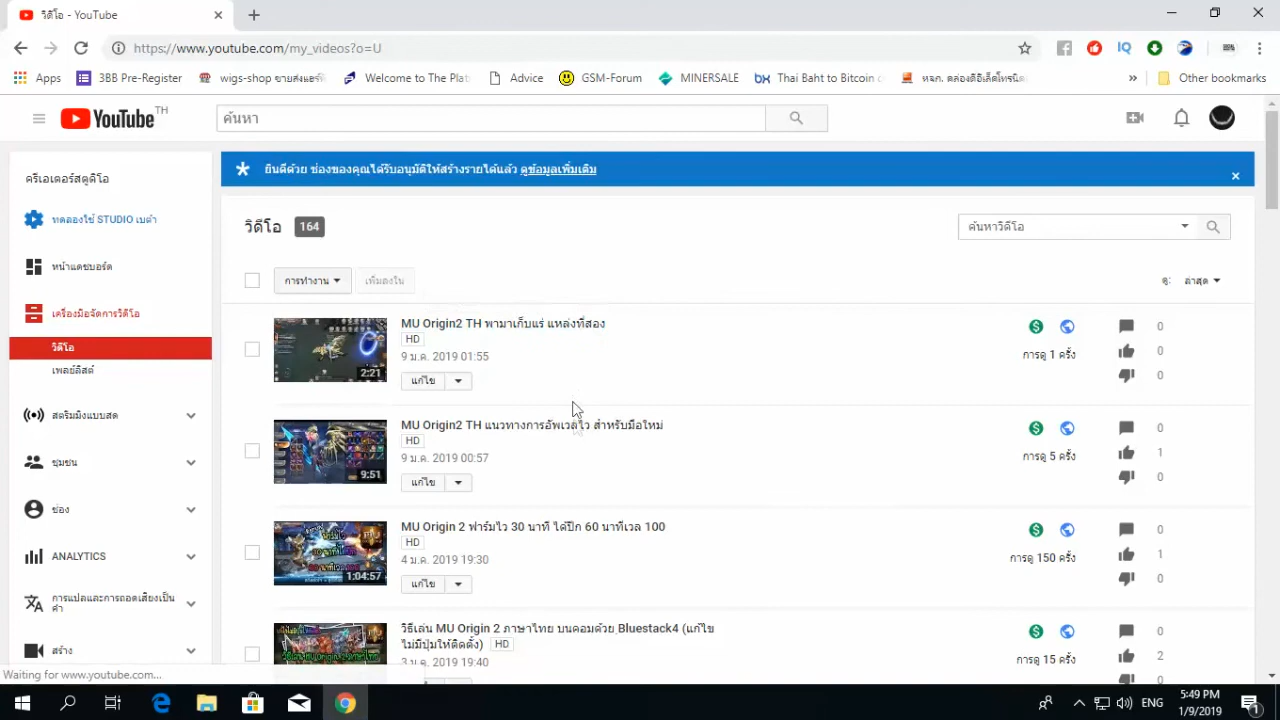 วิดีโอ - YouTube
https://www.youtube.com/my_videos?o=U
Apps
3BB Pre-Register
Welcome to The Plat
Advice
GSM-Forum
MINERSALE
Thai Baht to Bitcoin
Other bookmarks
YouTube TH
ค้นหา
ครีเอเตอร์สตูดิโอ
ยินดีด้วย ช่องของคุณได้รับอนุมัติให้สร้างรายได้แล้ว ดูข้อมูลเพิ่มเติม
ทดลองใช้ STUDIO เบต้า
วิดีโอ 164
ค้นหาวิดีโอ
หน้าแดชบอร์ด
การทำงาน
เพิ่มลงใน
ดู: ล่าสุด
เครื่องมือจัดการวิดีโอ
วิดีโอ
เพลย์ลิสต์
สตรีมมิงแบบสด
ชุมชน
ช่อง
ANALYTICS
การแปลและการถอดเสียงเป็น
คำ
สร้าง
MU Origin2 TH พามาเก็บแร่ แหล่งที่สอง
HD
9 ม.ค. 2019 01:55
แก้ไข
2:21
การดู 1 ครั้ง
0
0
0
MU Origin2 TH แนวทางการอัพเวลไว สำหรับมือใหม่
HD
9 ม.ค. 2019 00:57
แก้ไข
9:51
การดู 5 ครั้ง
0
1
0
MU Origin 2 ฟาร์มไว 30 นาที ได้ปีก 60 นาทีเวล 100
HD
4 ม.ค. 2019 19:30
แก้ไข
1:04:57
การดู 150 ครั้ง
0
1
0
วิธีเล่น MU Origin 2 ภาษาไทย บนคอมด้วย Bluestack4 (แก้ไข
ไม่มีปุ่มให้ติดตั้ง) HD
3 ม.ค. 2019 19:40
การดู 15 ครั้ง
0
2
0
Waiting for www.youtube.com...
ENG
5:49 PM
1/9/2019